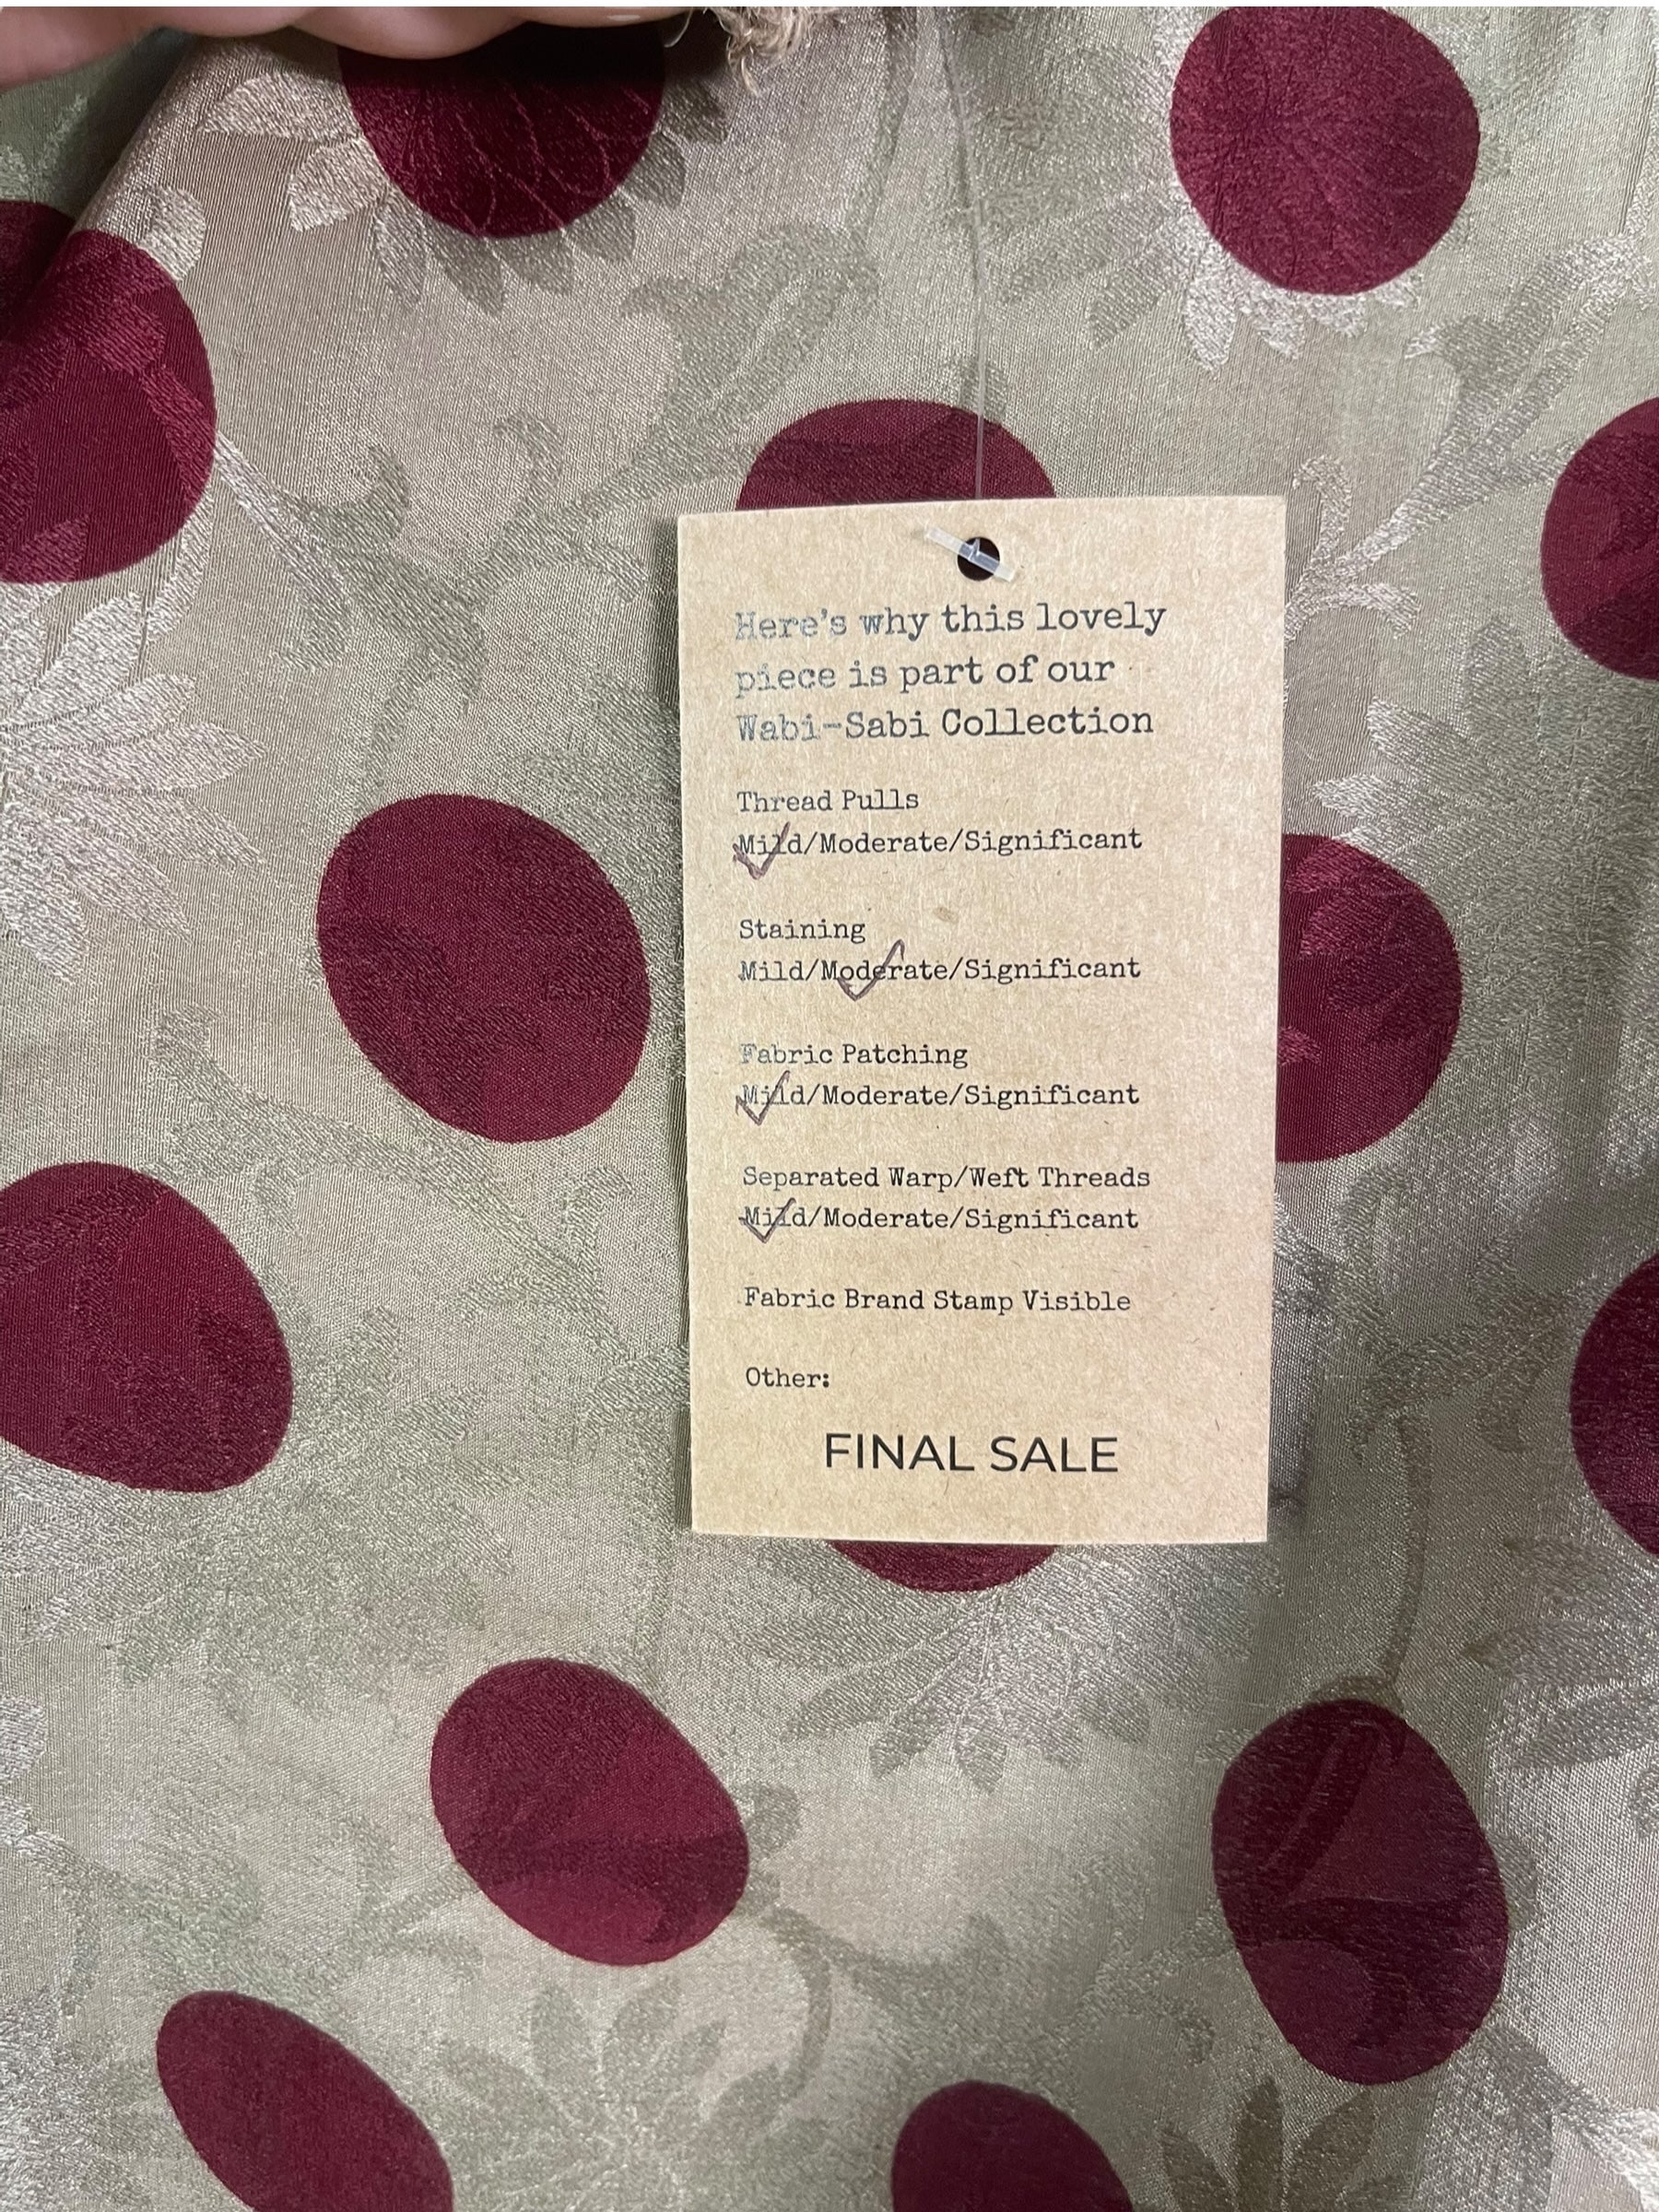 Here's why this lovely
piece is part of our
Wabi-Sabi Collection
Thread Pulls
Mild/Moderate/Significant
Staining
Mild/Moderate/Significant
Fabric Patching
Mild/Moderate/Significant
Separated Warp/Weft Threads
Mild/Moderate/Significant
Fabric Brand Stamp Visible
Other:
FINAL SALE